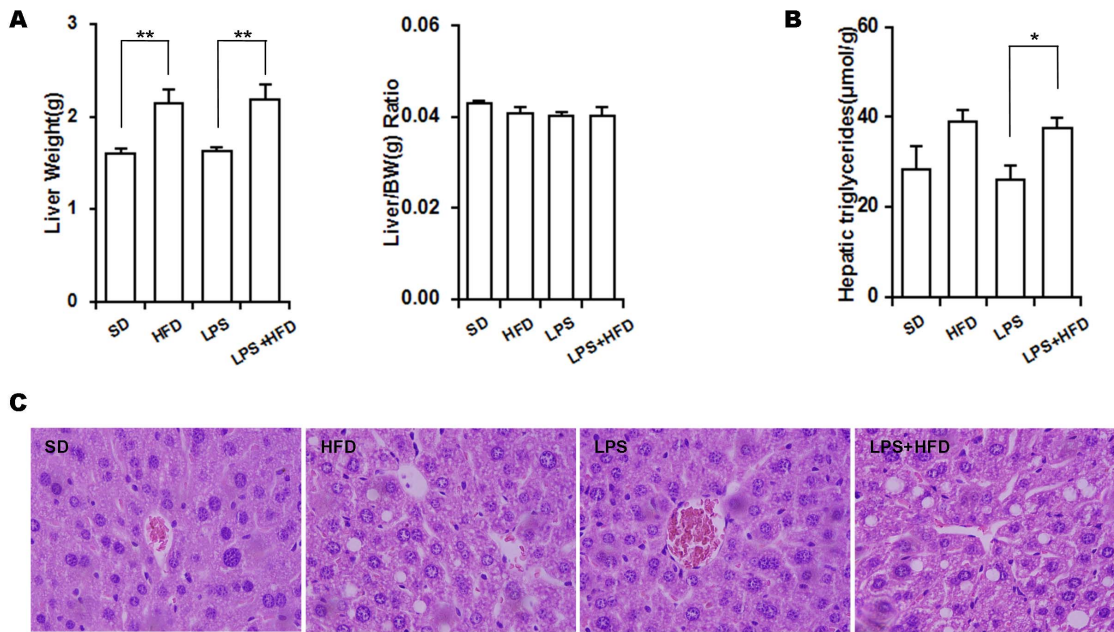 A
Liver Weight(g)
3
2
1
0
**
**
SD
HFD
LPS
LPS+HFD
Liver/BW(g) Ratio
0.06
0.04
0.02
0.00
SD
HFD
LPS
LPS+HFD
B
Hepatic triglycerides(µmol/g)
60
40
20
0
*
SD
HFD
LPS
LPS+HFD
C
SD
HFD
LPS
LPS+HFD